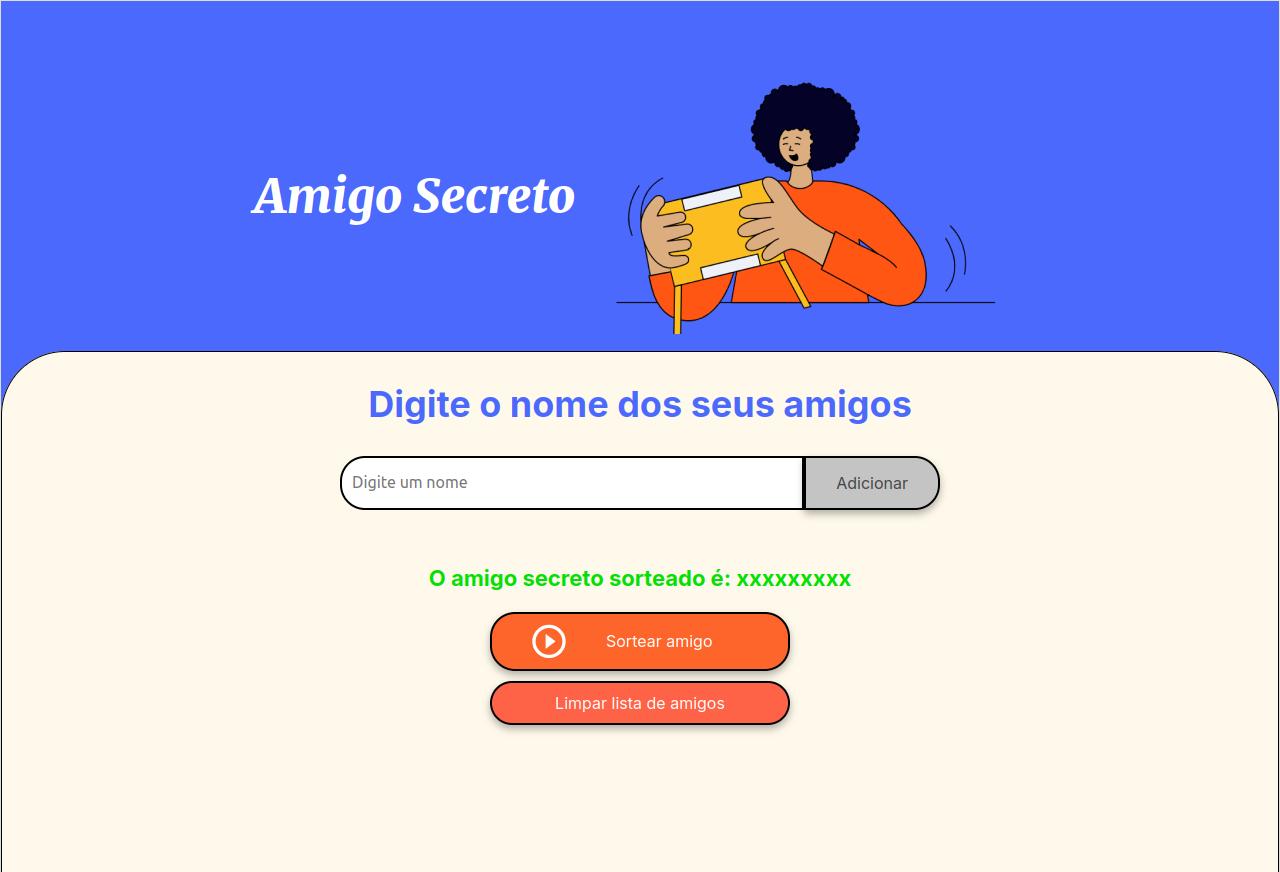 Amigo Secreto
Digite o nome dos seus amigos
Digite um nome
Adicionar
O amigo secreto sorteado é: xxxxxxxxx
Sortear amigo
Limpar lista de amigos